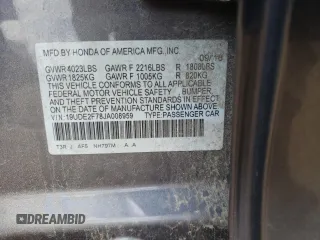 MFD BY HONDA OF AMERICA MFG.,INC. 09/16
GVWR 4023LBS GAWR F 2216LBS R 1808LBS
GVWR 1825KG GAWR F 1005KG R 820KG
THIS VEHICLE CONFORMS TO ALL APPLICABLE
FEDERAL MOTOR VEHICLE SAFETY, BUMPER,
AND THEFT PREVENTION STANDARDS
IN EFFECT ON THE DATE OF
MANUFACTURE SHOWN ABOVE.
V.I.N: 19UDE2F78JA006959 TYPE:PASSENGER CAR
NH797M A A
DREAMBID